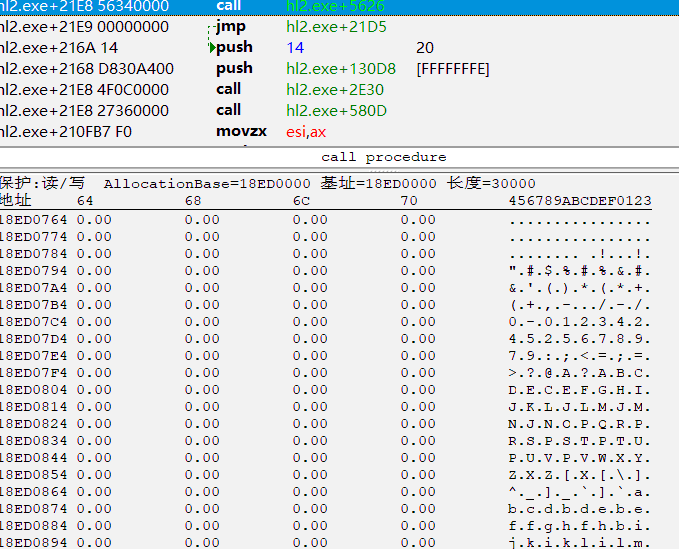 hl2.exe+21E8 56340000 call hl2.exe+5626
hl2.exe+21E9 00000000 jmp hl2.exe+21D5
hl2.exe+216A 14 push 14 20
hl2.exe+2168 D830A400 push hl2.exe+130D8 [FFFFFFFE]
hl2.exe+21E8 4F0C0000 call hl2.exe+2E30
hl2.exe+21E8 27360000 call hl2.exe+580D
hl2.exe+210FB7 F0 movzx esi,ax
call procedure
保护:读/写 AllocationBase=18ED0000 基址=18ED0000 长度=30000
地址 64 68 6C 70 456789ABCDEF0123
18ED0764 0.00 0.00 0.00 0.00 ................
18ED0774 0.00 0.00 0.00 0.00 ................
18ED0784 0.00 0.00 0.00 0.00 ........ .!...!.
18ED0794 0.00 0.00 0.00 0.00 ".#.$.%.#.%.&.#.
18ED07A4 0.00 0.00 0.00 0.00 &.'.(.).*.(.*.+.
18ED07B4 0.00 0.00 0.00 0.00 (.+.,.-.../.-./.
18ED07C4 0.00 0.00 0.00 0.00 0.-.0.1.2.3.4.2.
18ED07D4 0.00 0.00 0.00 0.00 4.5.2.5.6.7.8.9.
18ED07E4 0.00 0.00 0.00 0.00 7.9.:.;.<.=.;.=.
18ED07F4 0.00 0.00 0.00 0.00 >.?.@.A.?.A.B.C.
18ED0804 0.00 0.00 0.00 0.00 D.E.C.E.F.G.H.I.
18ED0814 0.00 0.00 0.00 0.00 J.K.L.J.L.M.J.M.
18ED0824 0.00 0.00 0.00 0.00 N.J.N.O.P.Q.R.P.
18ED0834 0.00 0.00 0.00 0.00 R.S.P.S.T.P.T.U.
18ED0844 0.00 0.00 0.00 0.00 P.U.V.P.V.W.X.Y.
18ED0854 0.00 0.00 0.00 0.00 Z.X.Z.[.X.[.\.].
18ED0864 0.00 0.00 0.00 0.00 ^._.]._.`.].`.a.
18ED0874 0.00 0.00 0.00 0.00 b.c.d.b.d.e.b.e.
18ED0884 0.00 0.00 0.00 0.00 f.f.g.h.f.h.b.i.
18ED0894 0.00 0.00 0.00 0.00 j.k.i.k.l.i.l.m.